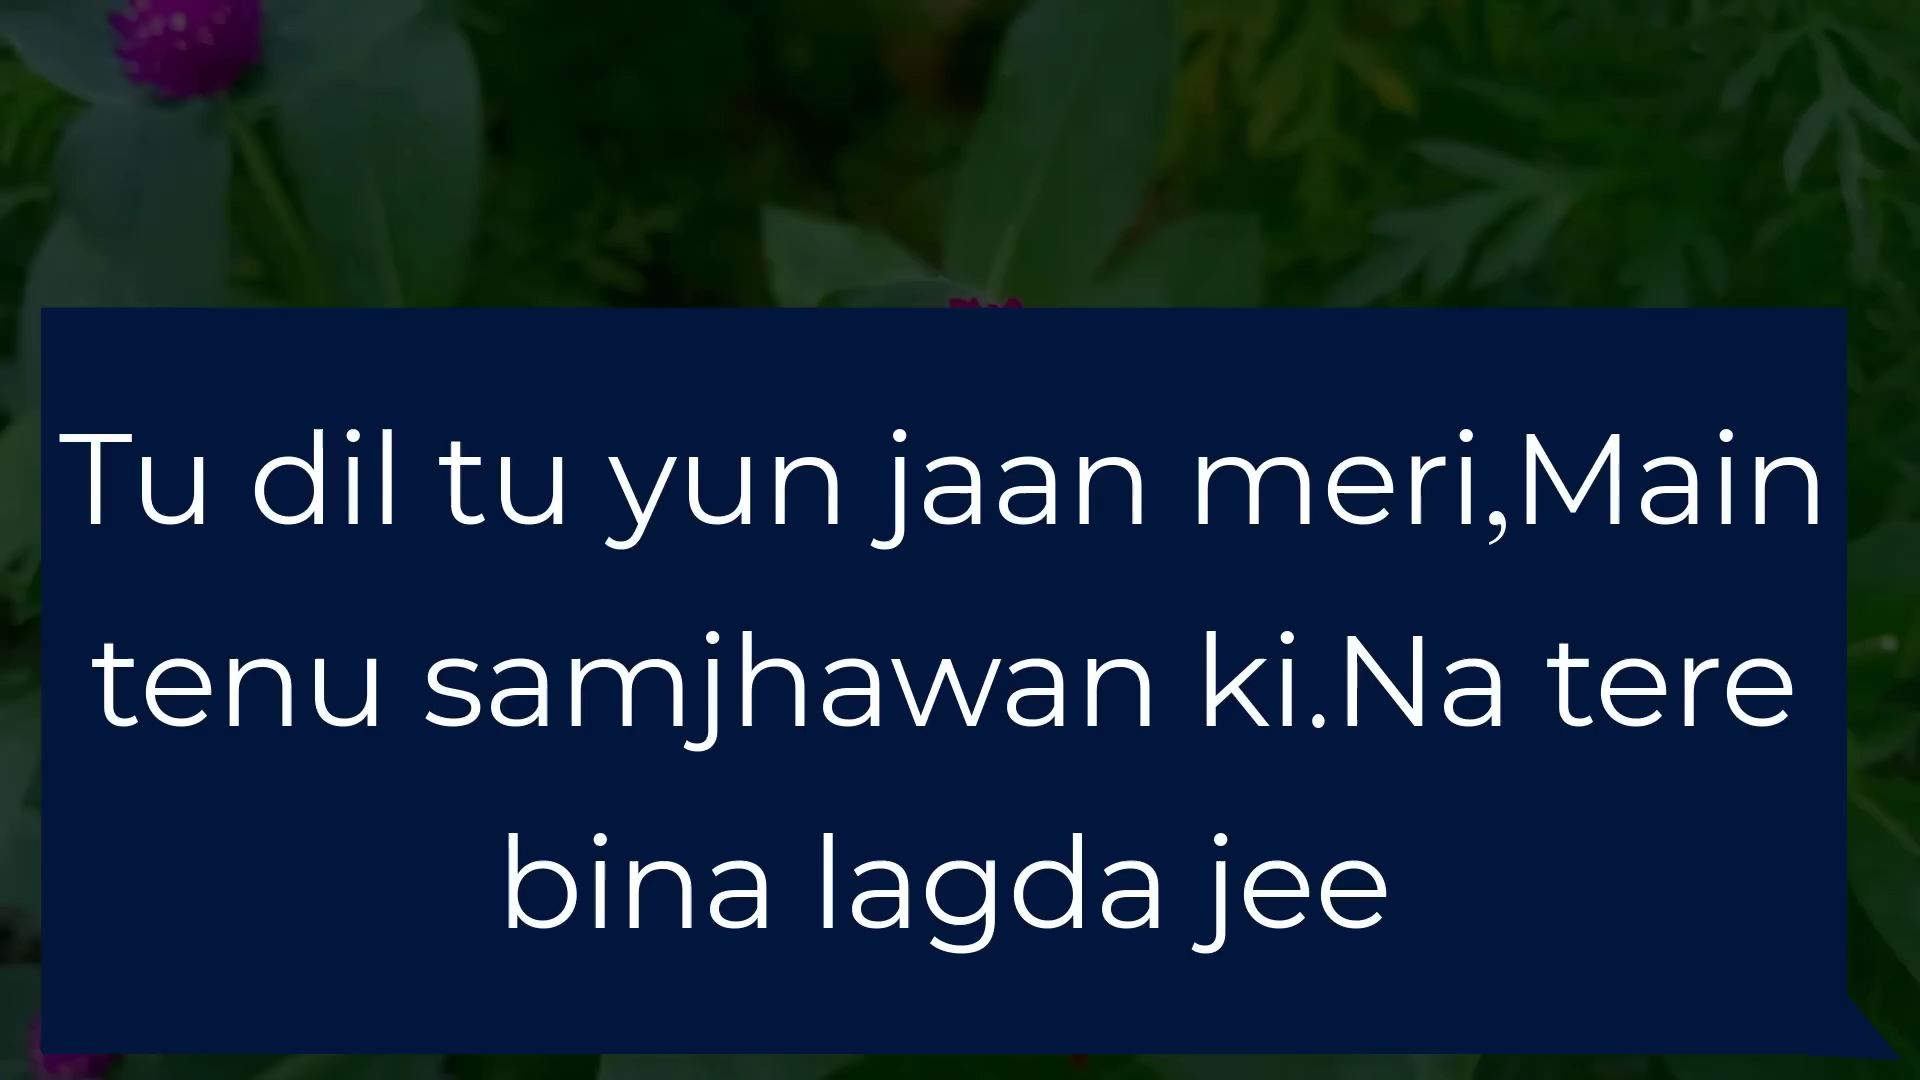 Tu dil tu yun jaan meri,Main
tenu samjhawan ki.Na tere
bina lagda jee